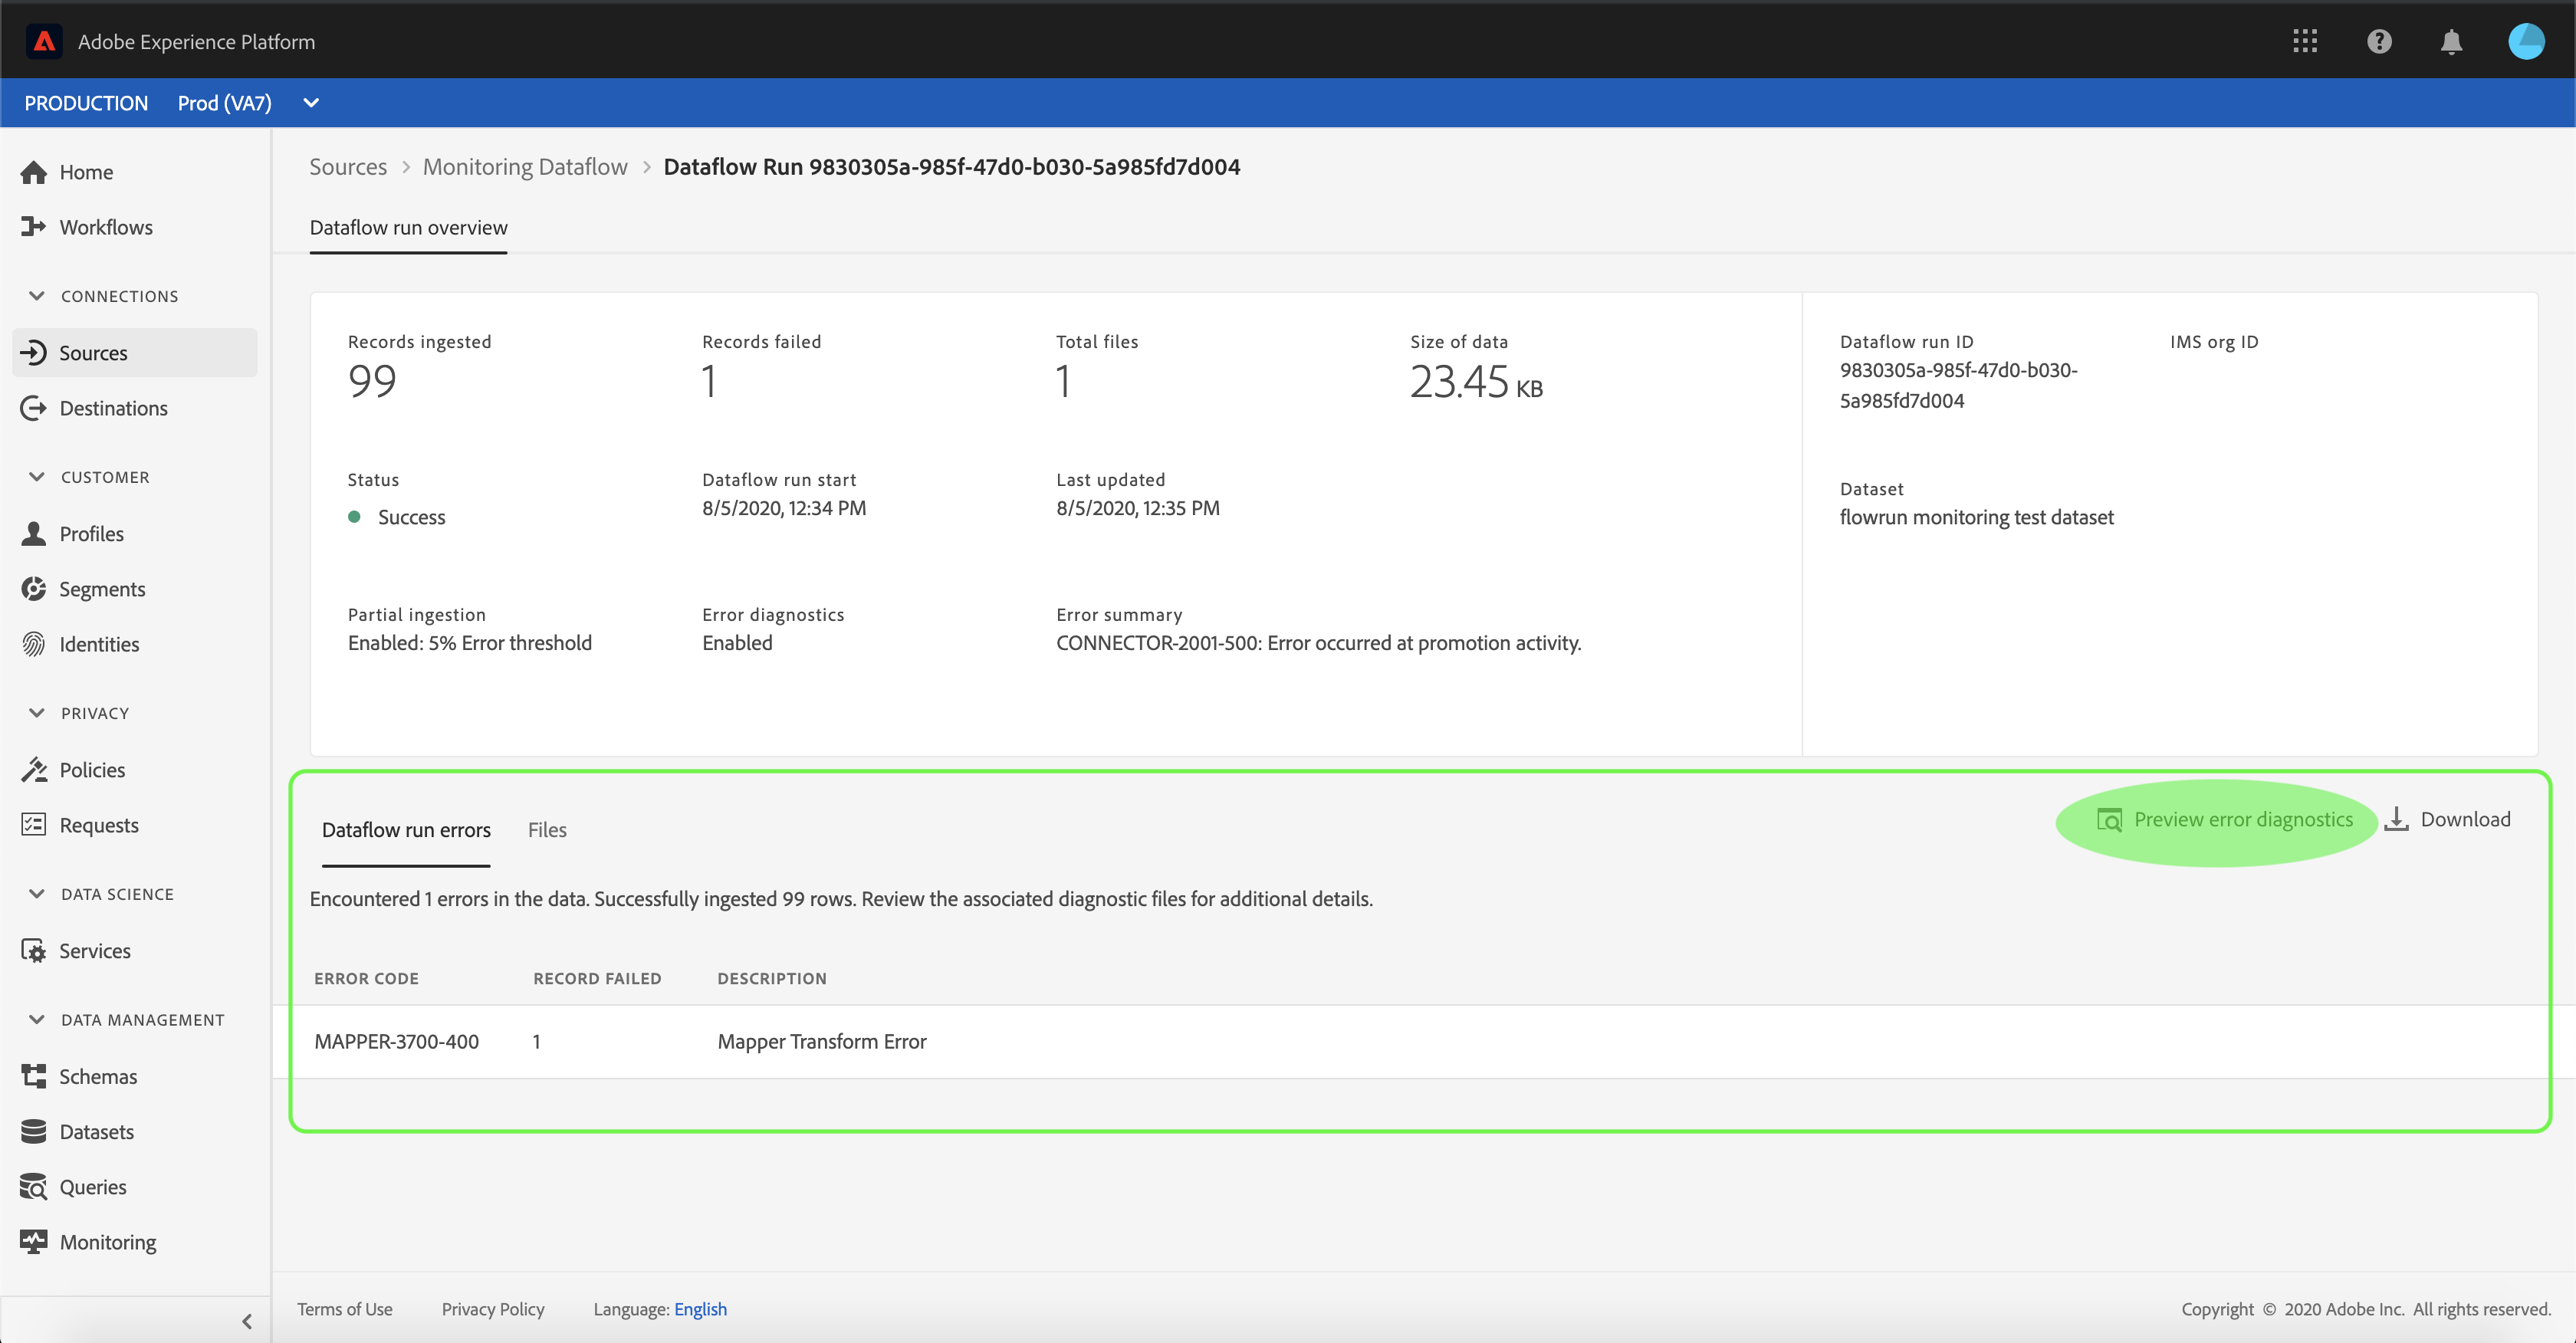 Adobe Experience Platform
PRODUCTION Prod (VA7)
Home
Workflows
CONNECTIONS
Sources
Destinations
CUSTOMER
Profiles
Segments
Identities
PRIVACY
Policies
Requests
DATA SCIENCE
Services
DATA MANAGEMENT
Schemas
Datasets
Queries
Monitoring
Sources > Monitoring Dataflow > Dataflow Run 9830305a-985f-47d0-b030-5a985fd7d004
Dataflow run overview
Records ingested
99
Records failed
1
Total files
1
Size of data
23.45 KB
Status
Success
Dataflow run start
8/5/2020, 12:34 PM
Last updated
8/5/2020, 12:35 PM
Partial ingestion
Enabled: 5% Error threshold
Error diagnostics
Enabled
Error summary
CONNECTOR-2001-500: Error occurred at promotion activity.
Dataflow run ID
9830305a-985f-47d0-b030-
5a985fd7d004
IMS org ID
Dataset
flowrun monitoring test dataset
Dataflow run errors Files
Preview error diagnostics Download
Encountered 1 errors in the data. Successfully ingested 99 rows. Review the associated diagnostic files for additional details.
ERROR CODE RECORD FAILED DESCRIPTION
MAPPER-3700-400 1 Mapper Transform Error
Terms of Use Privacy Policy Language: English
Copyright © 2020 Adobe Inc. All rights reserved.